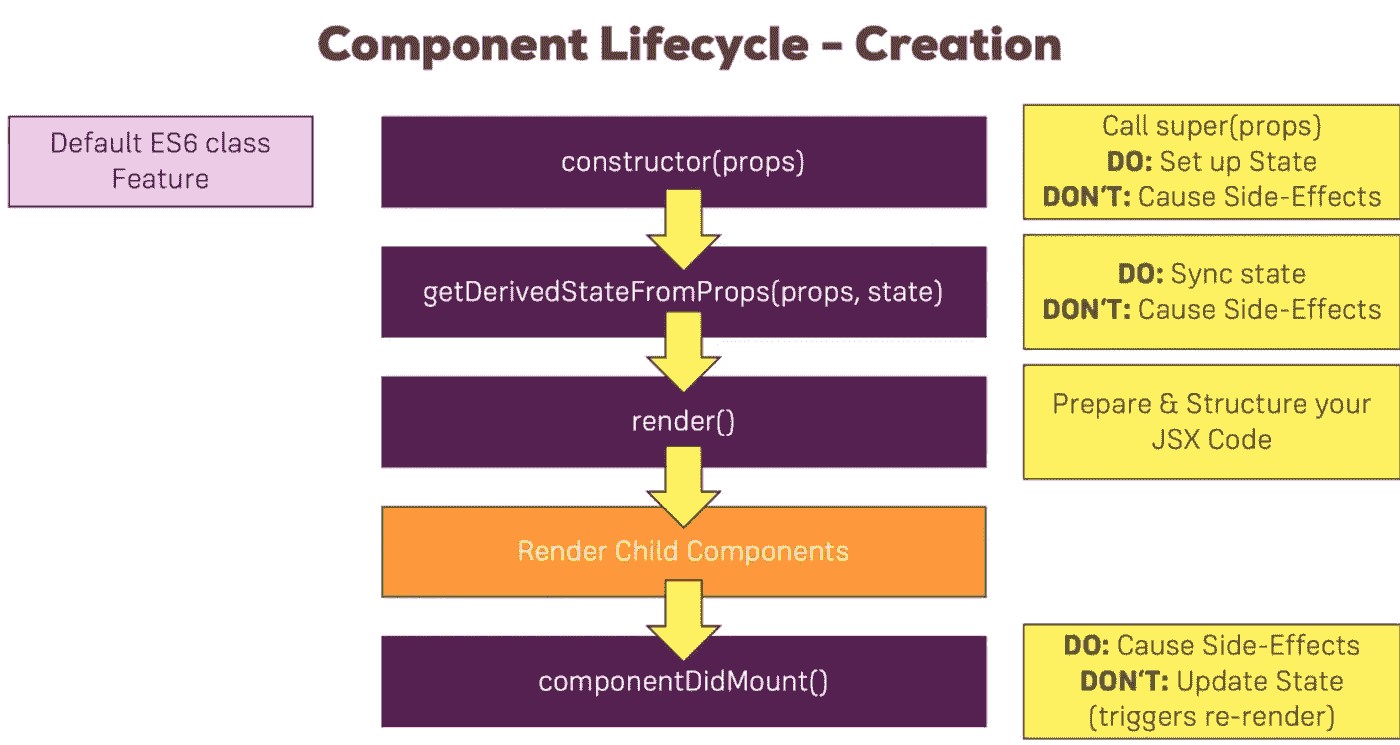 Component Lifecycle - Creation
Default ES6 class
Feature
constructor(props)
Call super(props)
DO: Set up State
DON'T: Cause Side-Effects
getDerivedStateFromProps(props, state)
DO: Sync state
DON'T: Cause Side-Effects
render()
Prepare & Structure your
JSX Code
Render Child Components
componentDidMount()
DO: Cause Side-Effects
DON'T: Update State
(triggers re-render)